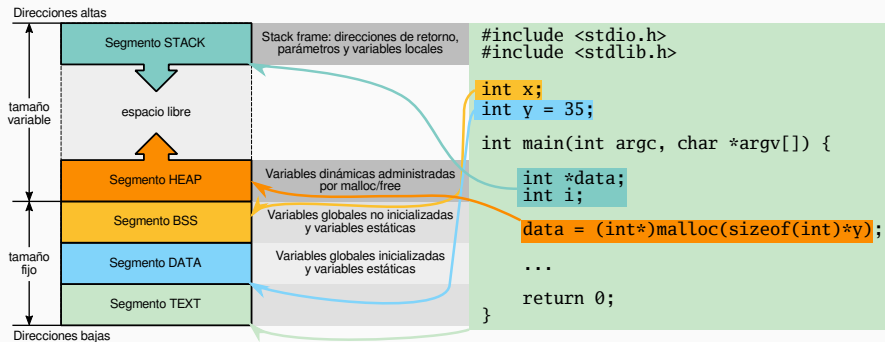 Direcciones altas
Segmento STACK
Stack frame: direcciones de retorno,
parámetros y variables locales
tamaño
variable
espacio libre
Segmento HEAP
Variables dinámicas administradas
por malloc/free
Segmento BSS
Variables globales no inicializadas
y variables estáticas
tamaño
fijo
Segmento DATA
Variables globales inicializadas
y variables estáticas
Segmento TEXT
Direcciones bajas
#include <stdio.h>
#include <stdlib.h>
int x;
int y = 35;
int main(int argc, char *argv[]) {
int *data;
int i;
data = (int*)malloc(sizeof(int)*y);
...
return 0;
}